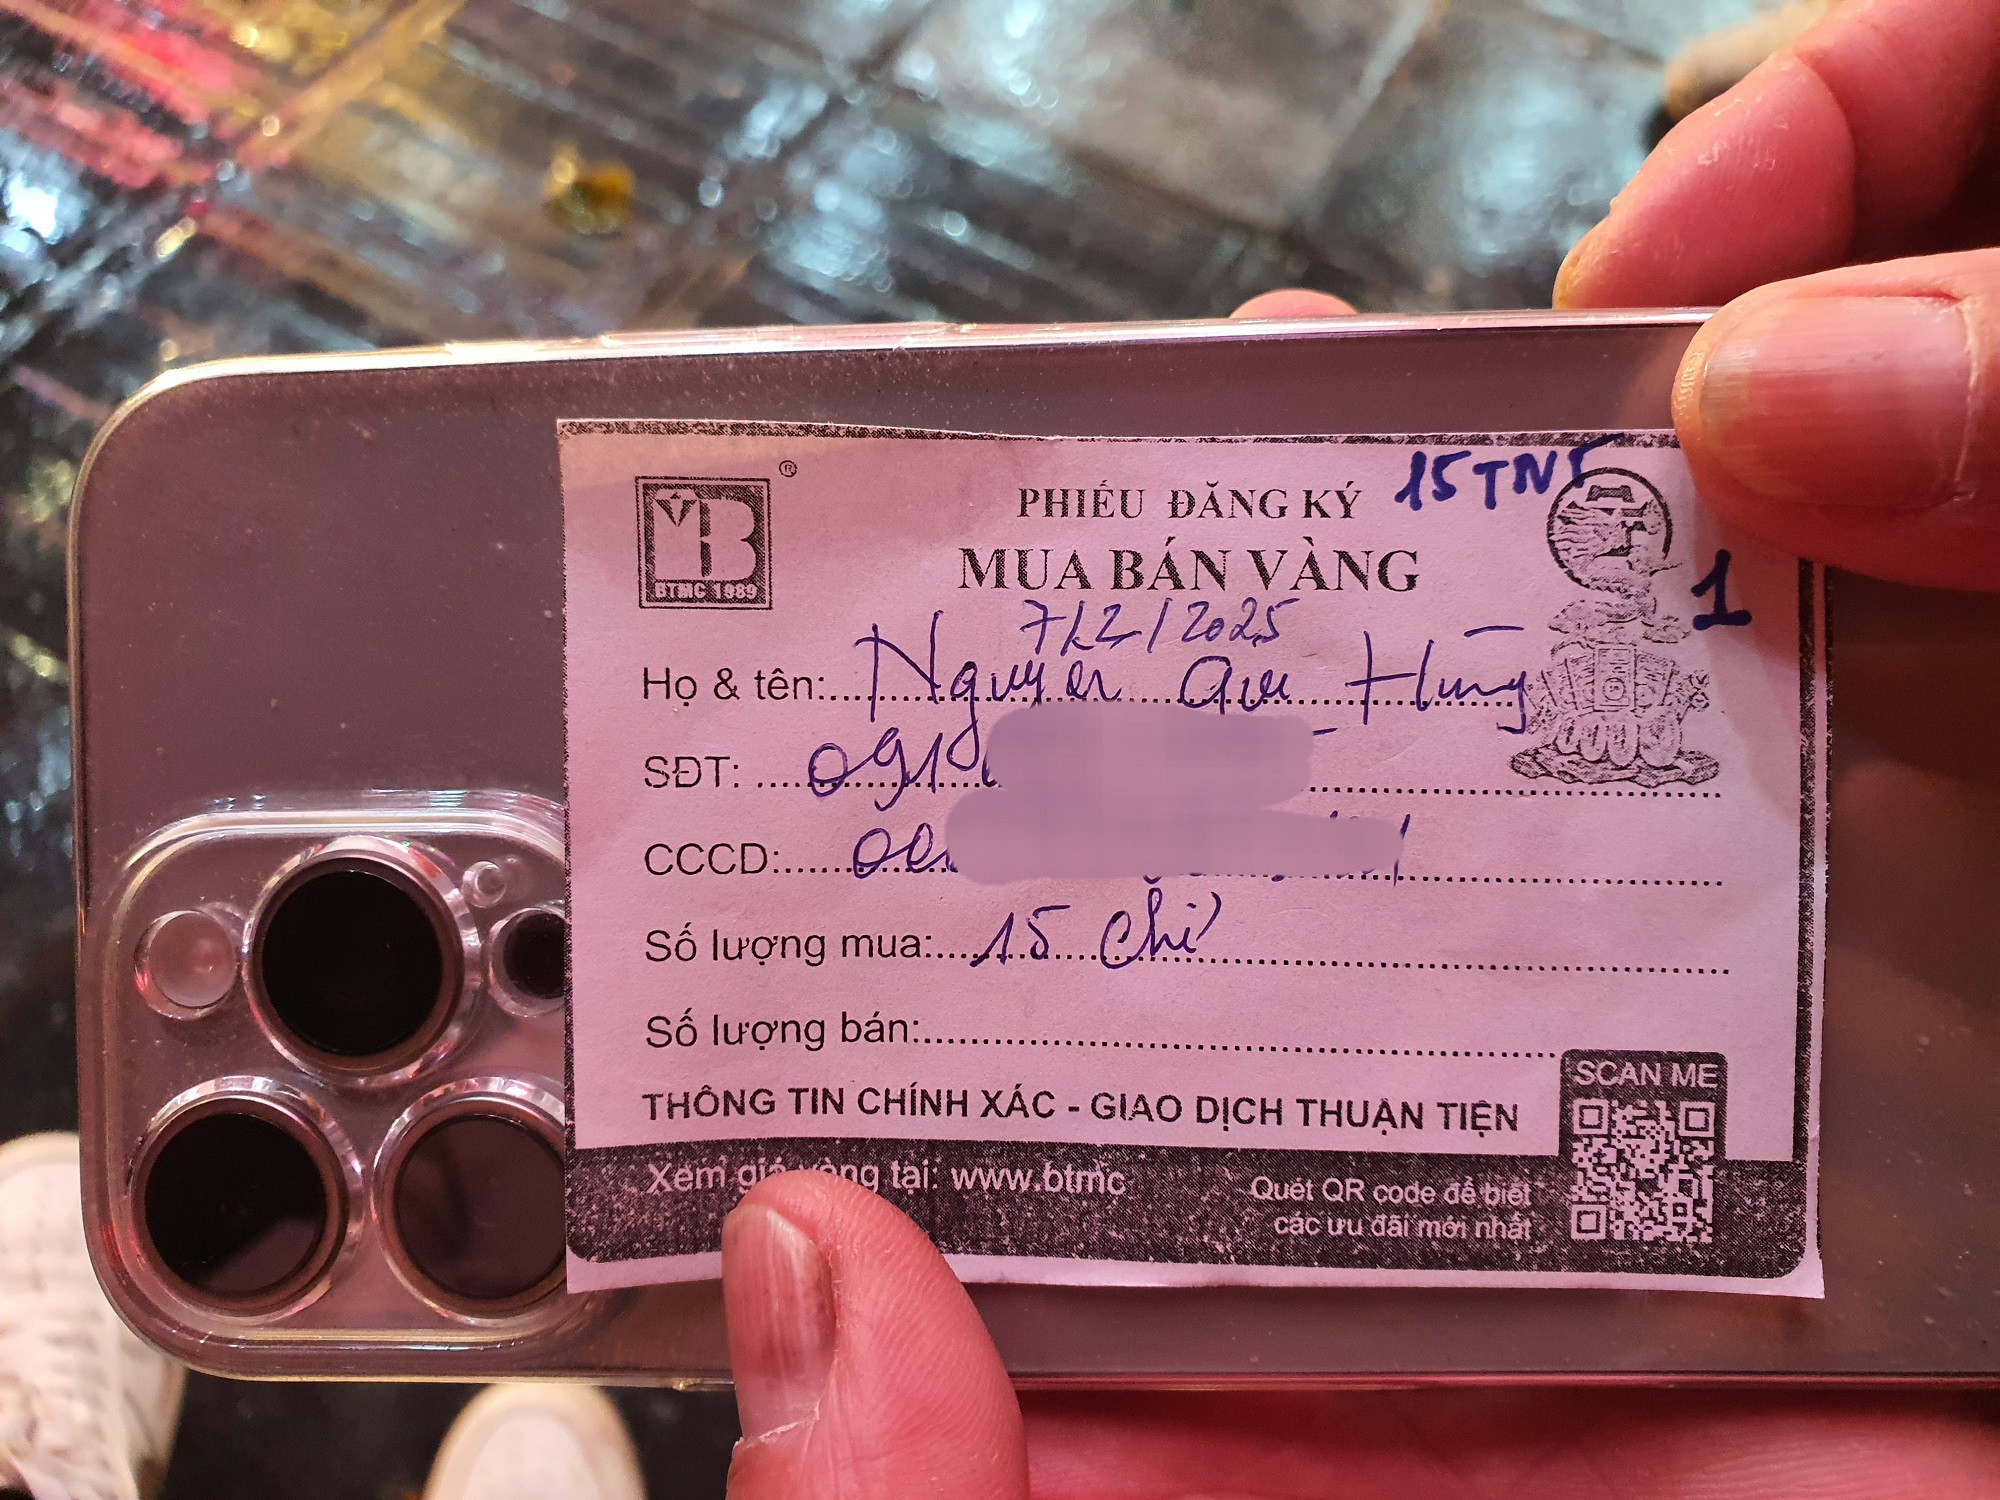 ®
BTMC 1989
PHIẾU ĐĂNG KÝ
15TNT
MUA BÁN VÀNG
1
7/2/2025
Họ & tên: Nguyen Hùng
SĐT: 091
CCCD: 00
Số lượng mua: 15 chỉ
Số lượng bán:
THÔNG TIN CHÍNH XÁC - GIAO DỊCH THUẬN TIỆN
SCAN ME
Xem giá vàng tại: www.btmc
Quét QR code để biết
các ưu đãi mới nhất